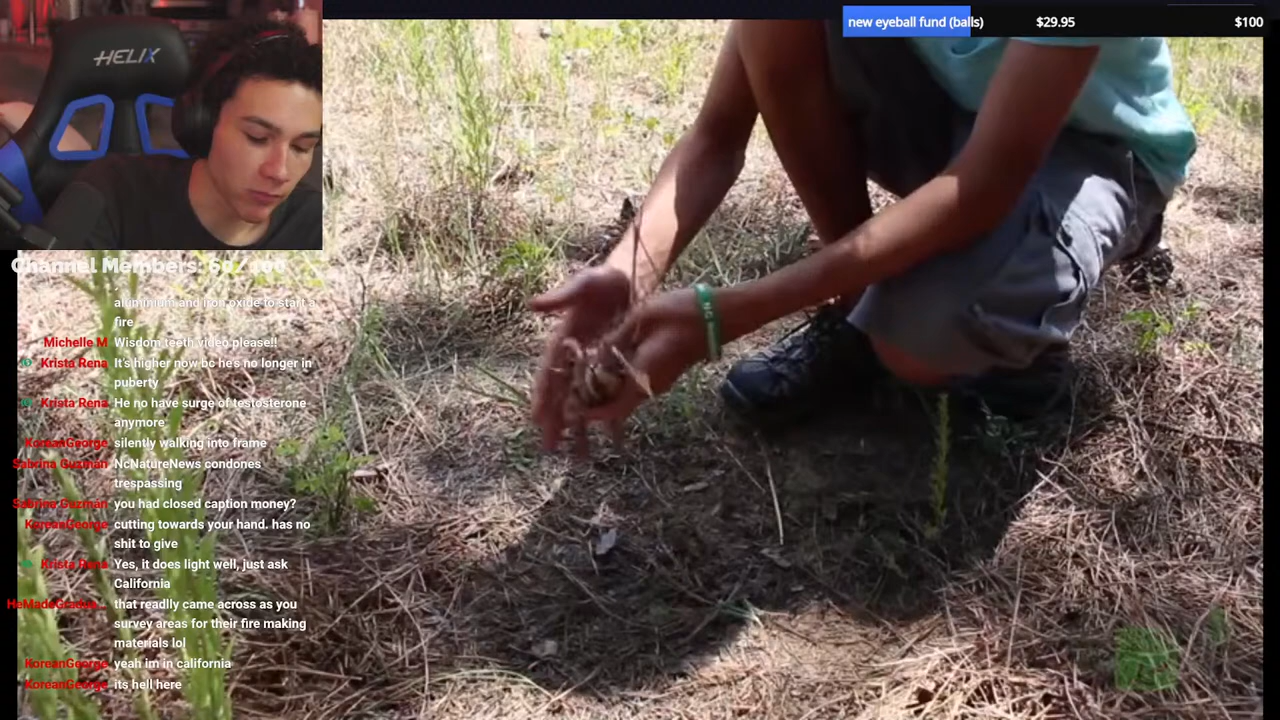 HELIX
new eyeball fund (balls) $29.95 $100
Channel Members: 60/100
aluminium and iron oxide to start a
fire
Michelle M Wisdom teeth video please!!
Krista Rena It's higher now bc he's no longer in
puberty
Krista Rena He no have surge of testosterone
anymore
KoreanGeorge silently walking into frame
Sabrina Guzman NcNatureNews condones
trespassing
Sabrina Guzman you had closed caption money?
KoreanGeorge cutting towards your hand. has no
shit to give
Krista Rena Yes, it does light well, just ask
California
that readlly came across as you
survey areas for their fire making
materials lol
KoreanGeorge yeah im in california
KoreanGeorge its hell here